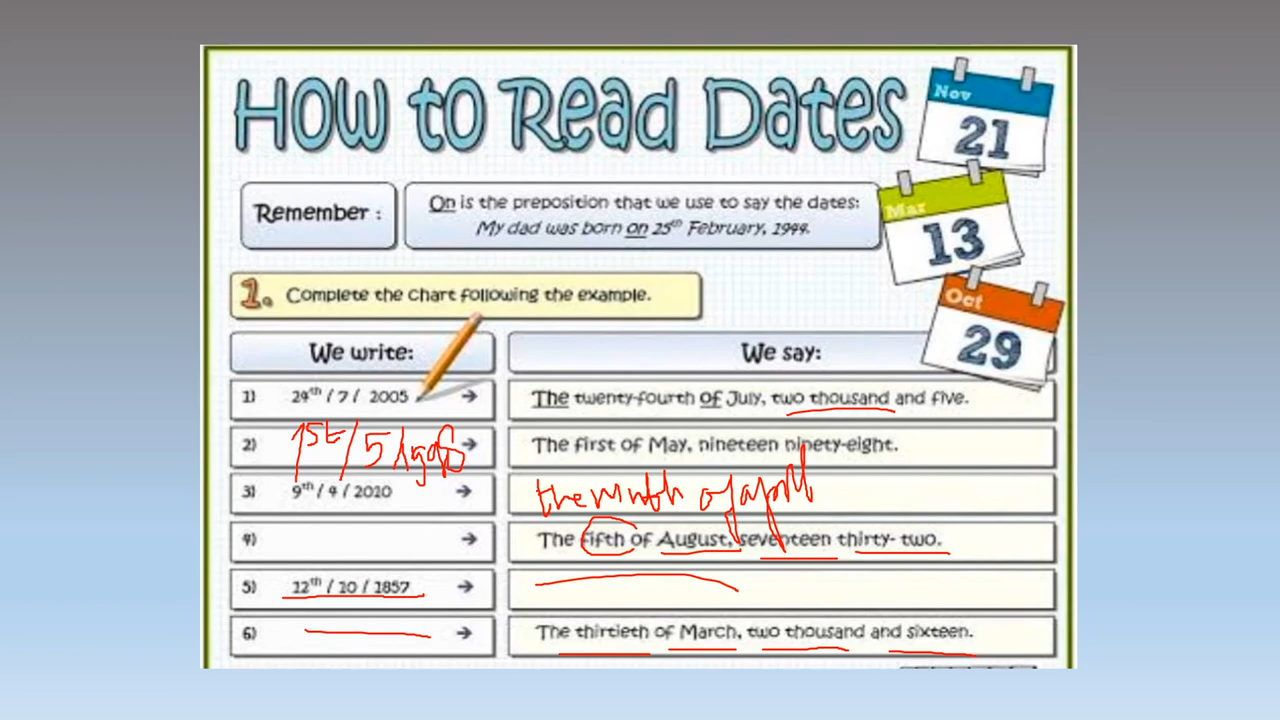 How to Read Dates
Nov
21
Mar
13
Oct
29
Remember :
On is the preposition that we use to say the dates:
My dad was born on 25th February, 1944.
1. Complete the chart following the example.
We write:
We say:
1) 24th / 7 / 2005 → The twenty-fourth of July, two thousand and five.
2) 1st / 5 / → The first of May, nineteen ninety-eight.
3) 9th / 4 / 2010 → the ninth of april
4) → The fifth of August, seventeen thirty- two.
5) 12th / 10 / 1857 →
6) → The thirtieth of March, two thousand and sixteen.